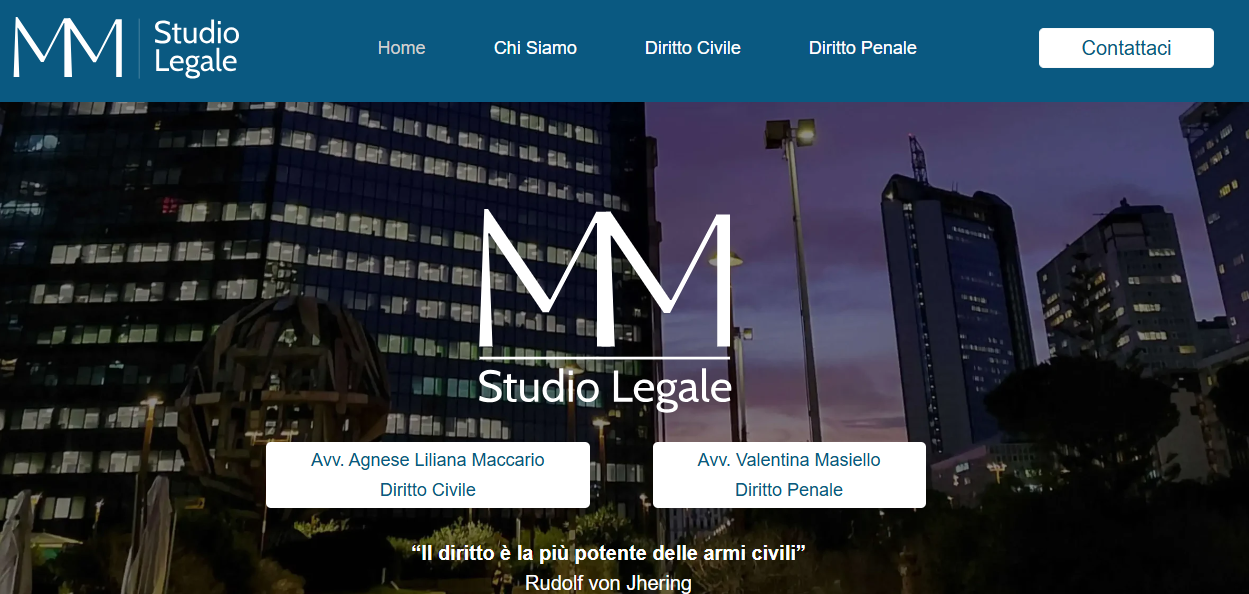 MM
Studio
Legale
Home
Chi Siamo
Diritto Civile
Diritto Penale
Contattaci
MM
Studio Legale
Avv. Agnese Liliana Maccario
Diritto Civile
Avv. Valentina Masiello
Diritto Penale
“Il diritto è la più potente delle armi civili”
Rudolf von Jhering